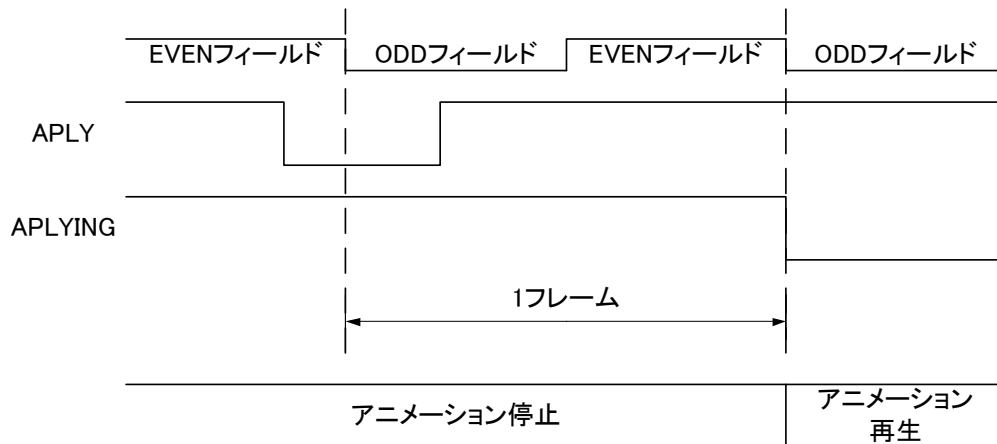 EVENフィールド ODDフィールド EVENフィールド ODDフィールド
APLY
APLYING
1フレーム
アニメーション停止
アニメーション
再生